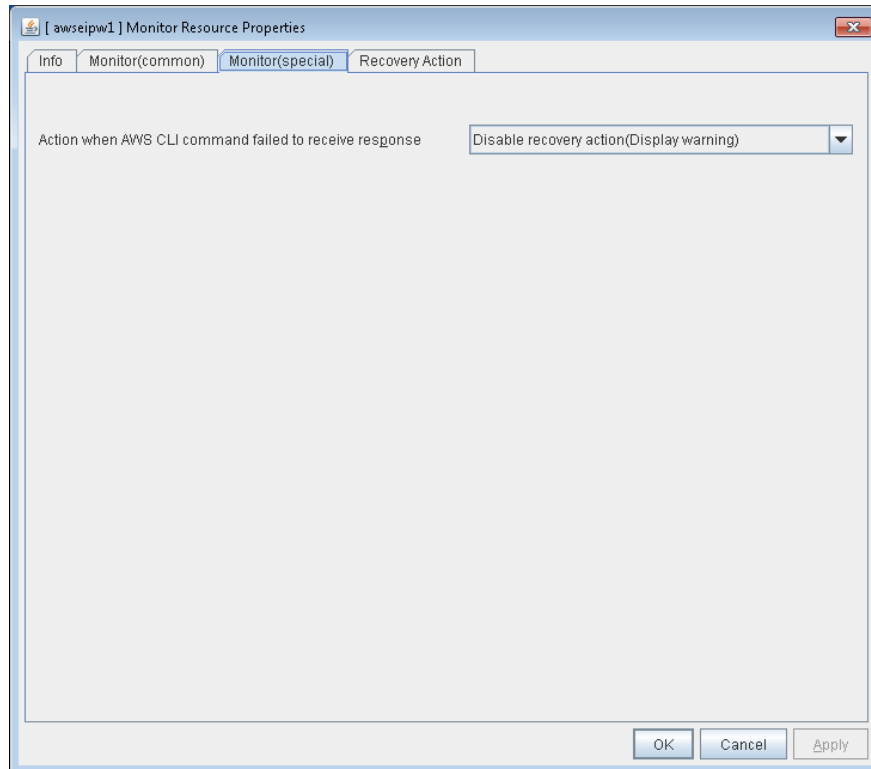 [ awseipw1 ] Monitor Resource Properties
Info Monitor(common) Monitor(special) Recovery Action
Action when AWS CLI command failed to receive response Disable recovery action(Display warning)
OK Cancel Apply